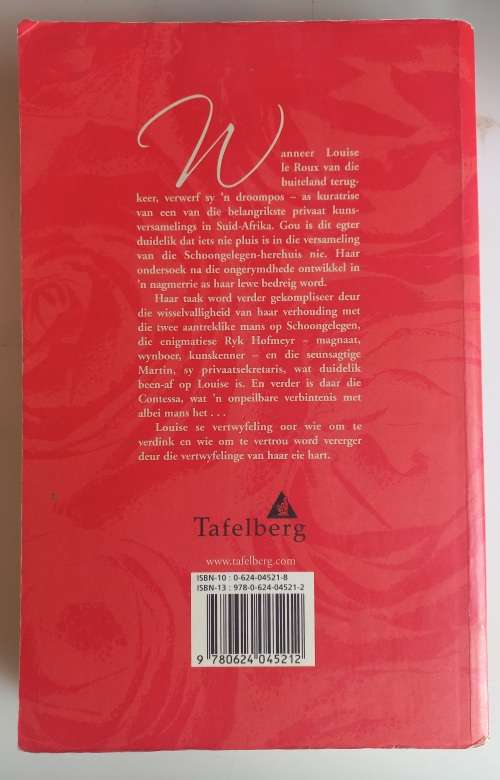 Wanneer Louise
le Roux van die
buiteland terug-
keer, verwerf sy 'n droompos – as kuratrise
van een van die belangrikste privaat kuns-
versamelings in Suid-Afrika. Gou is dit egter
duidelik dat iets nie pluis is in die versameling
van die Schoongelegen-herehuis nie. Haar
ondersoek na die ongerymdhede ontwikkel in
'n nagmerrie as haar lewe bedreig word.
Haar taak word verder gekompliseer deur
die wisselvalligheid van haar verhouding met
die twee aantreklike mans op Schoongelegen,
die enigmatiese Ryk Hofmeyr – magnaat,
wynboer, kunskenner – en die seunsagtige
Martin, sy privaatsekretaris, wat duidelik
been-af op Louise is. En verder is daar die
Contessa, wat 'n onpeilbare verbintenis met
albei mans het . . .
Louise se vertwyfeling oor wie om te
verdink en wie om te vertrou word vererger
deur die vertwyfelinge van haar eie hart.
Tafelberg
www.tafelberg.com
ISBN-10 : 0-624-04521-8
ISBN-13 : 978-0-624-04521-2
9 780624 045212